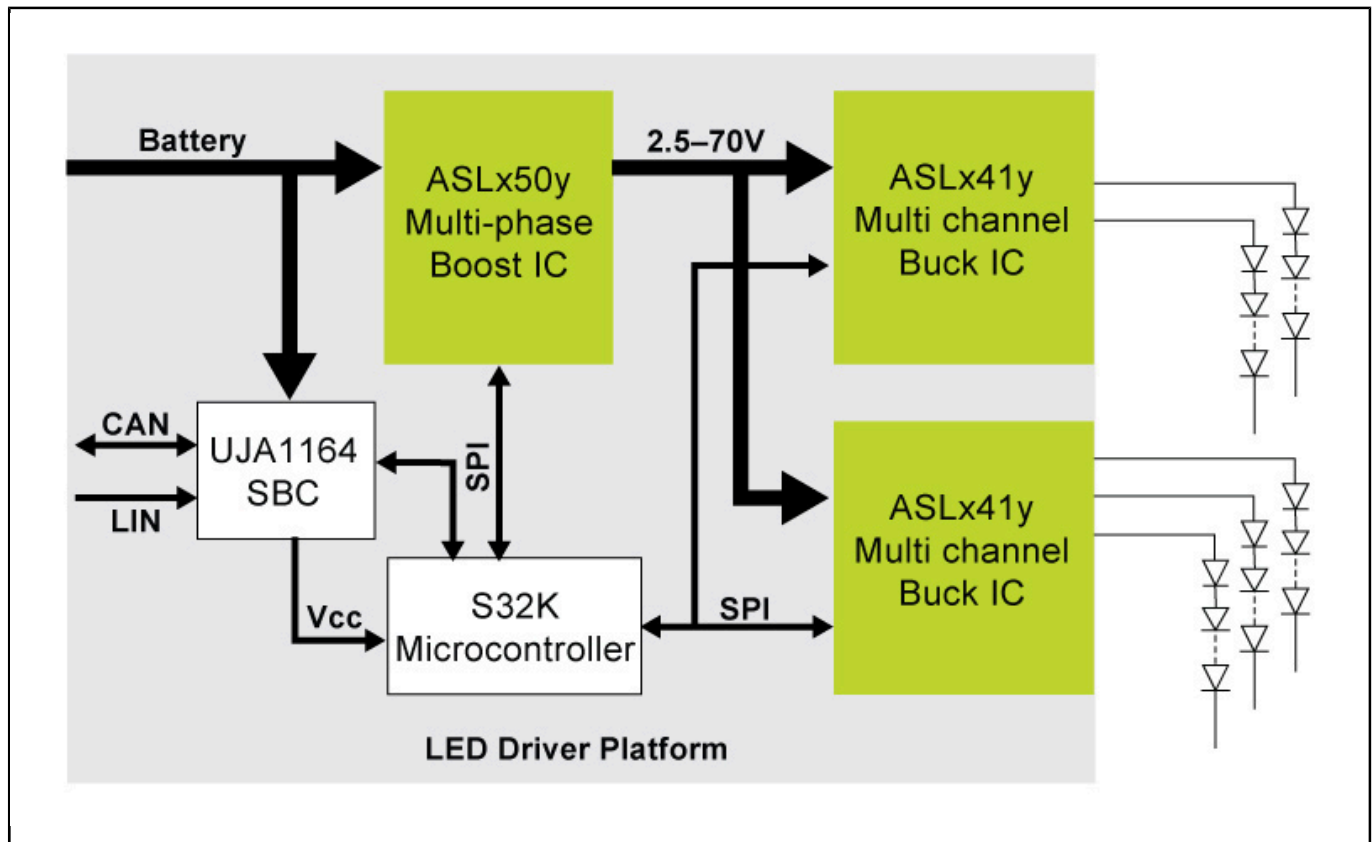 Battery
2.5–70V
ASLx50y
Multi-phase
Boost IC
ASLx41y
Multi channel
Buck IC
CAN
LIN
UJA1164
SBC
SPI
Vcc
S32K
Microcontroller
SPI
ASLx41y
Multi channel
Buck IC
LED Driver Platform